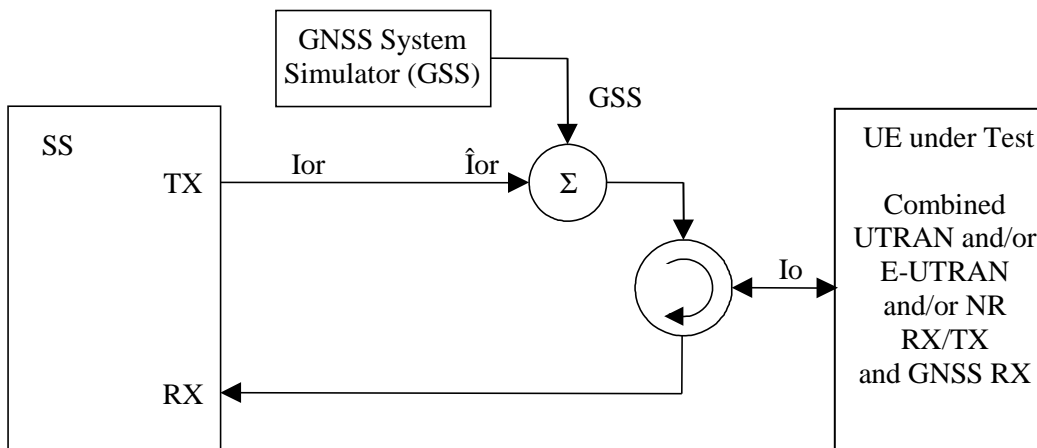 GNSS System
Simulator (GSS)
GSS
SS
TX
Ior
Îor
Σ
Io
RX
UE under Test
Combined
UTRAN and/or
E-UTRAN
and/or NR
RX/TX
and GNSS RX